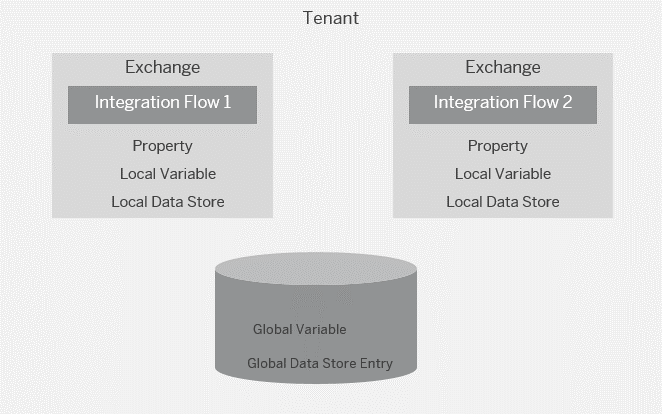 Tenant
Exchange
Integration Flow 1
Property
Local Variable
Local Data Store
Exchange
Integration Flow 2
Property
Local Variable
Local Data Store
Global Variable
Global Data Store Entry